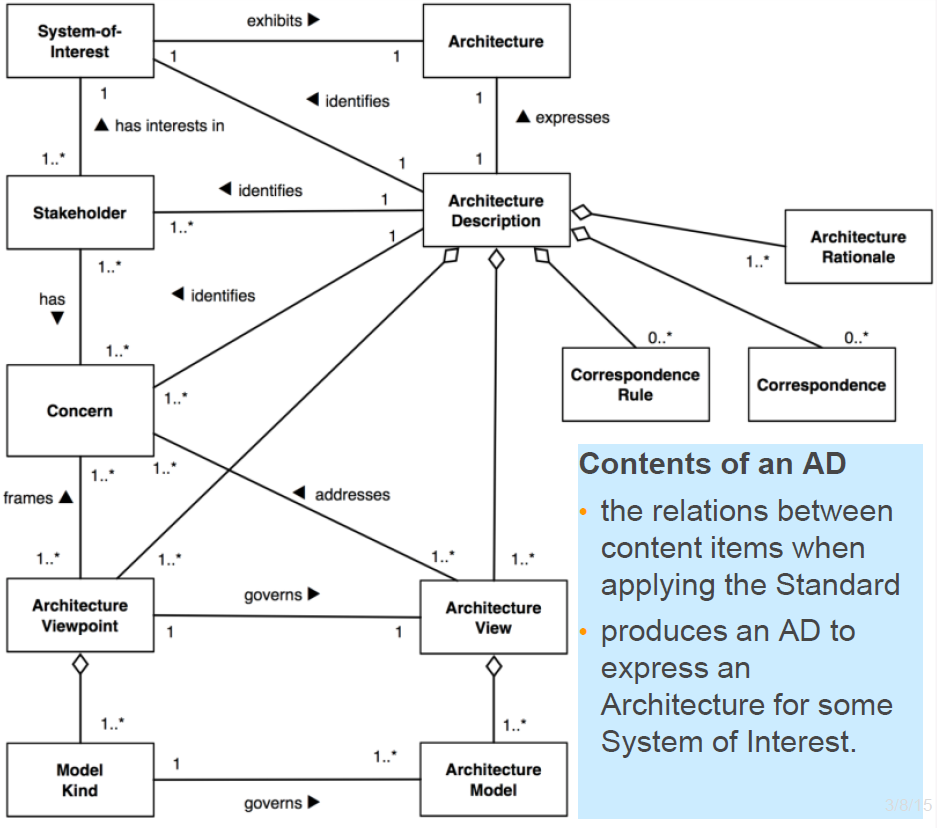 System-of-
Interest
exhibits ▶
1
1
Architecture
1
◀ identifies
1
▲ has interests in
1..*
1
▲ expresses
1
1
Stakeholder
◀ identifies
1
1..*
Architecture
Description
1
1..*
has
▼
◀ identifies
1..*
1..*
Architecture
Rationale
1..*
0..*
0..*
Concern
Correspondence
Rule
Correspondence
1..*
1..*
frames ▲
◀ addresses
1..*
1..*
1..*
1..*
Architecture
Viewpoint
governs ▶
1
1
Architecture
View
1..*
1..*
Model
Kind
1
1..*
governs ▶
Architecture
Model
Contents of an AD
• the relations between
content items when
applying the Standard
• produces an AD to
express an
Architecture for some
System of Interest.
3/8/15